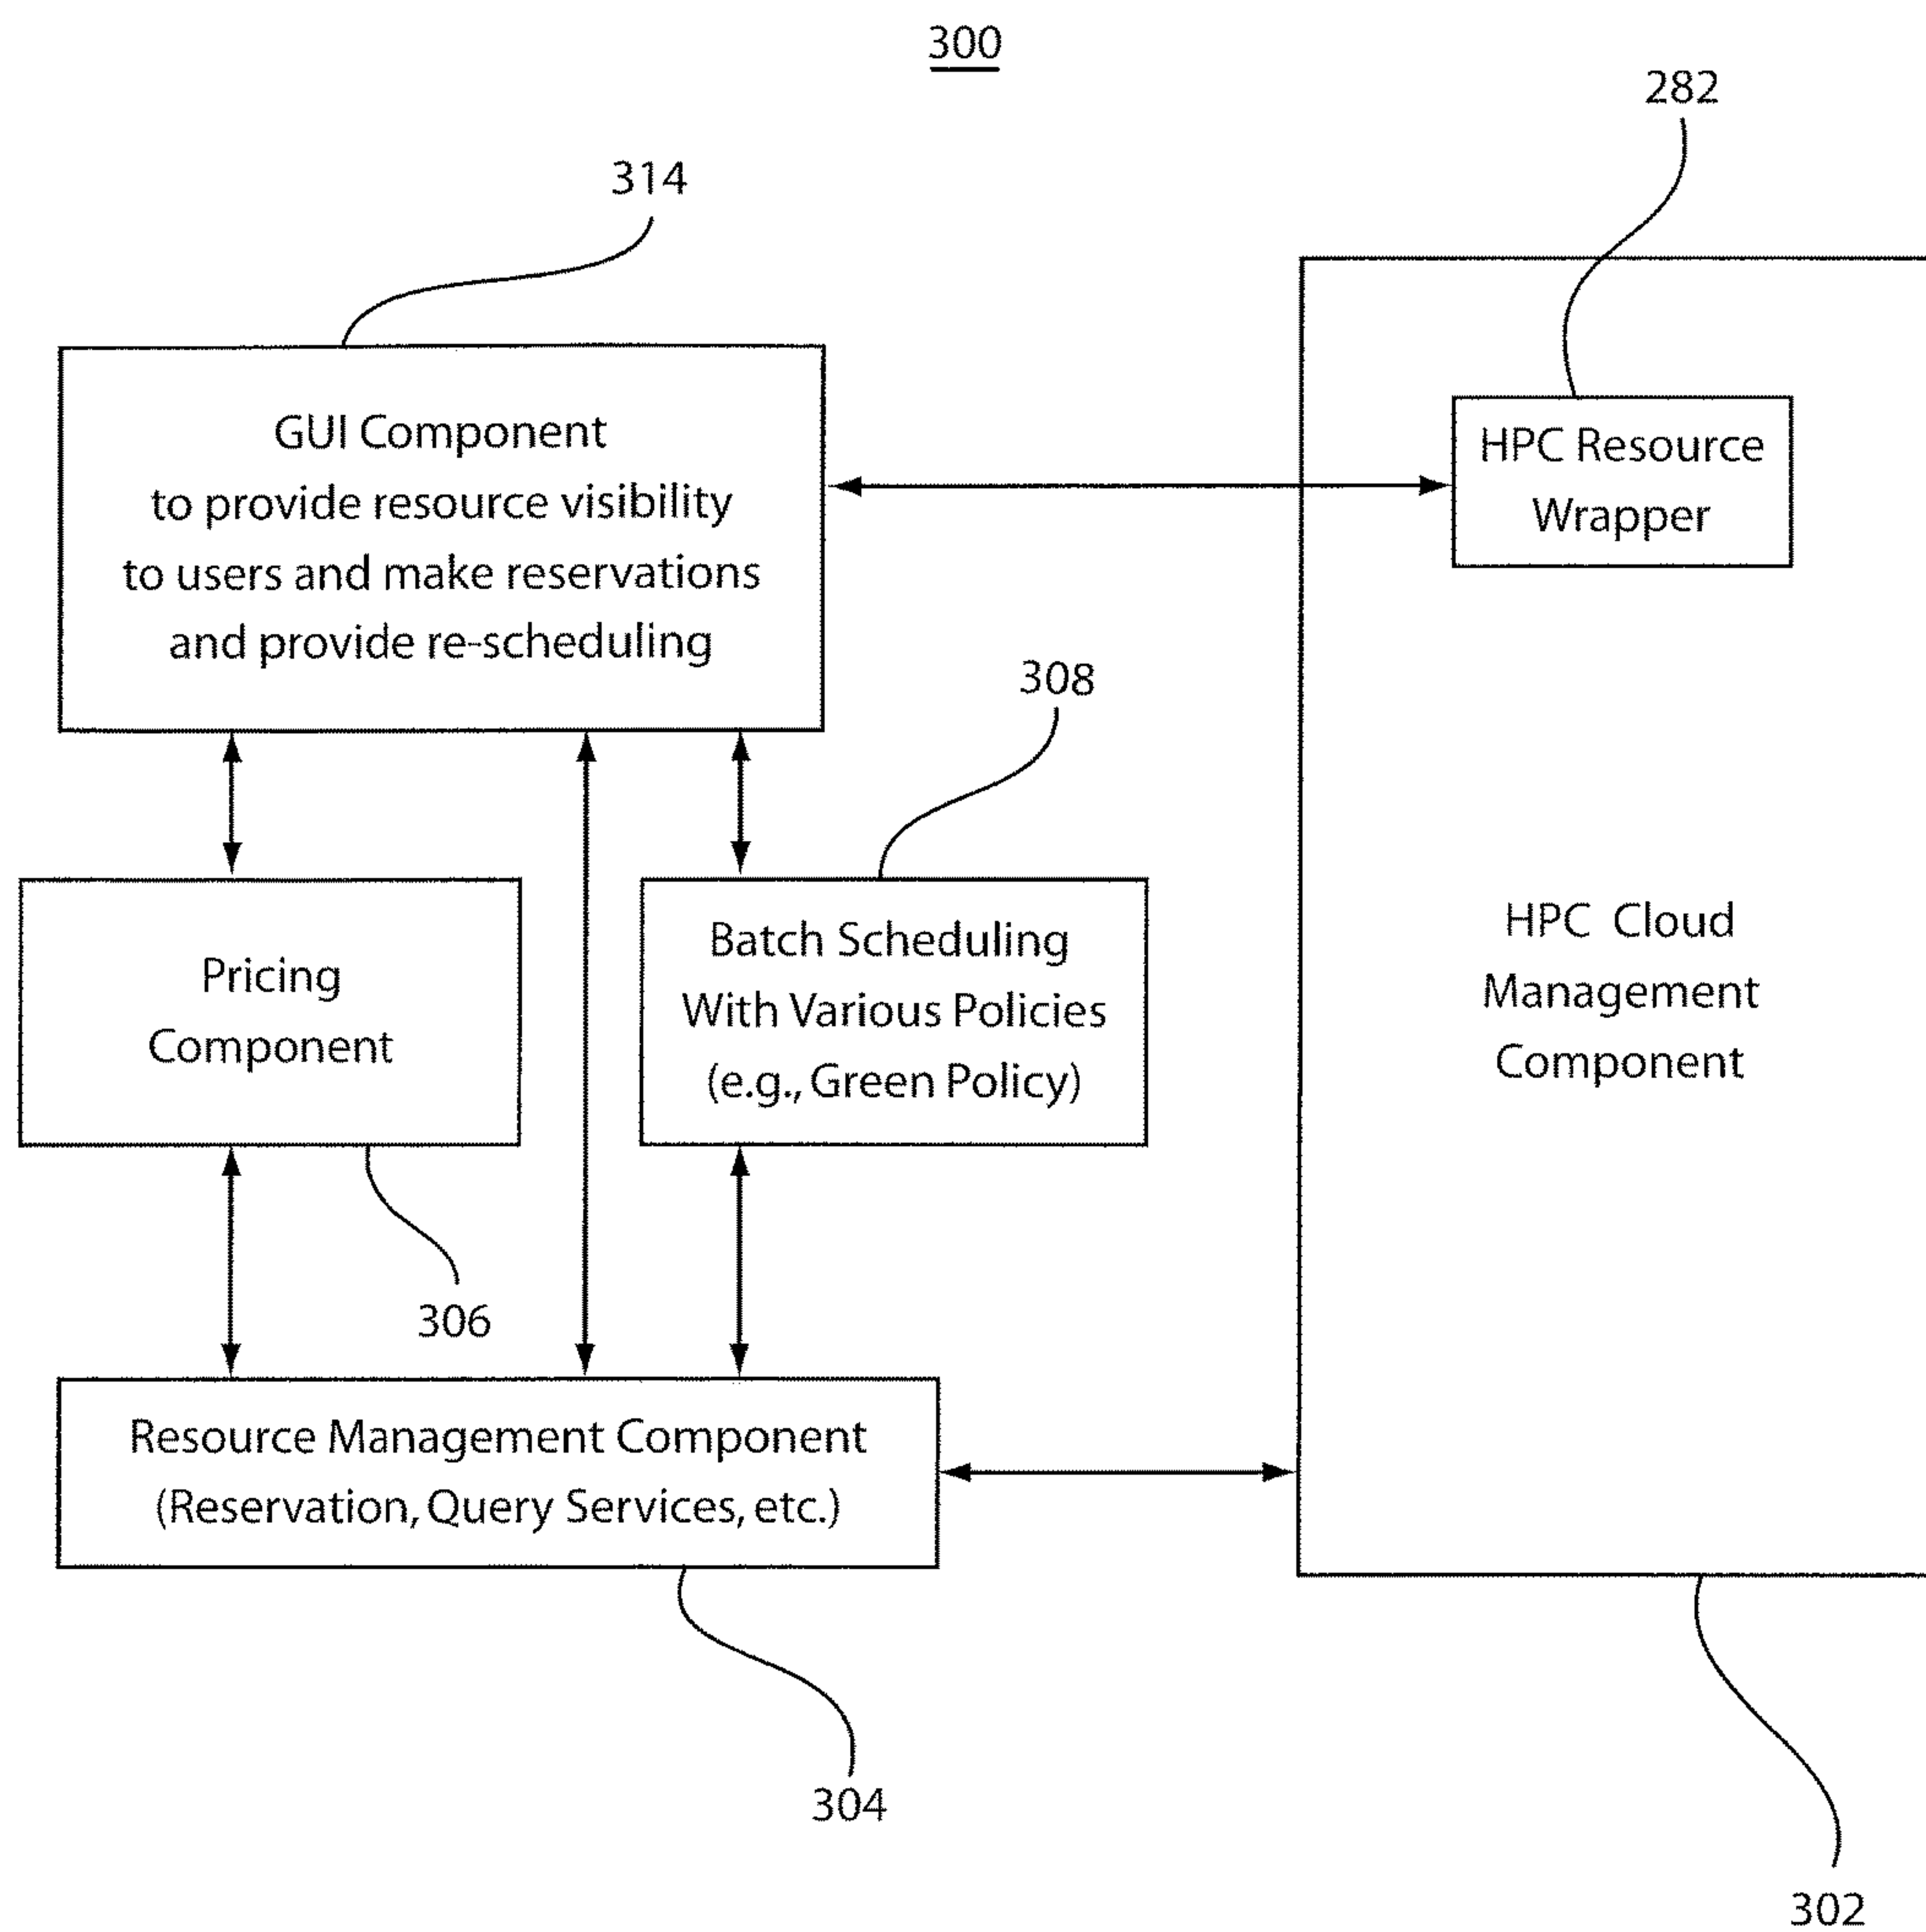 300
282
314
GUI Component
to provide resource visibility
to users and make reservations
and provide re-scheduling
HPC Resource
Wrapper
308
Pricing
Component
Batch Scheduling
With Various Policies
(e.g., Green Policy)
HPC Cloud
Management
Component
306
Resource Management Component
(Reservation, Query Services, etc.)
304
302